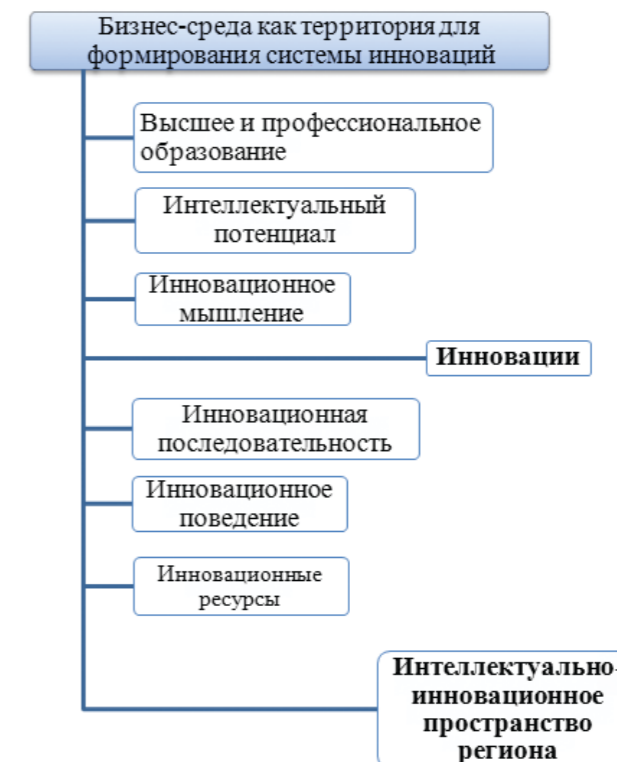 Бизнес-среда как территория для
формирования системы инноваций
Высшее и профессиональное
образование
Интеллектуальный
потенциал
Инновационное
мышление
Инновации
Инновационная
последовательность
Инновационное
поведение
Инновационные
ресурсы
Интеллектуально-
инновационное
пространство
региона